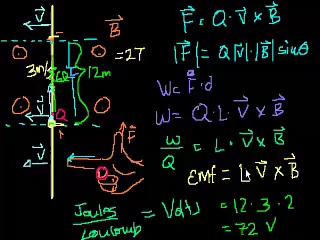 V
B
= 2T
3m/s
12m
Q
V
V
F
Q
Joules
Coulomb
= Volts
F = Q · V × B
|F| = Q |V| · |B| sinθ
W = F · d
W = Q · L · V × B
W/Q = L · V × B
Emf = L V × B
= 12 · 3 · 2
= 72 V